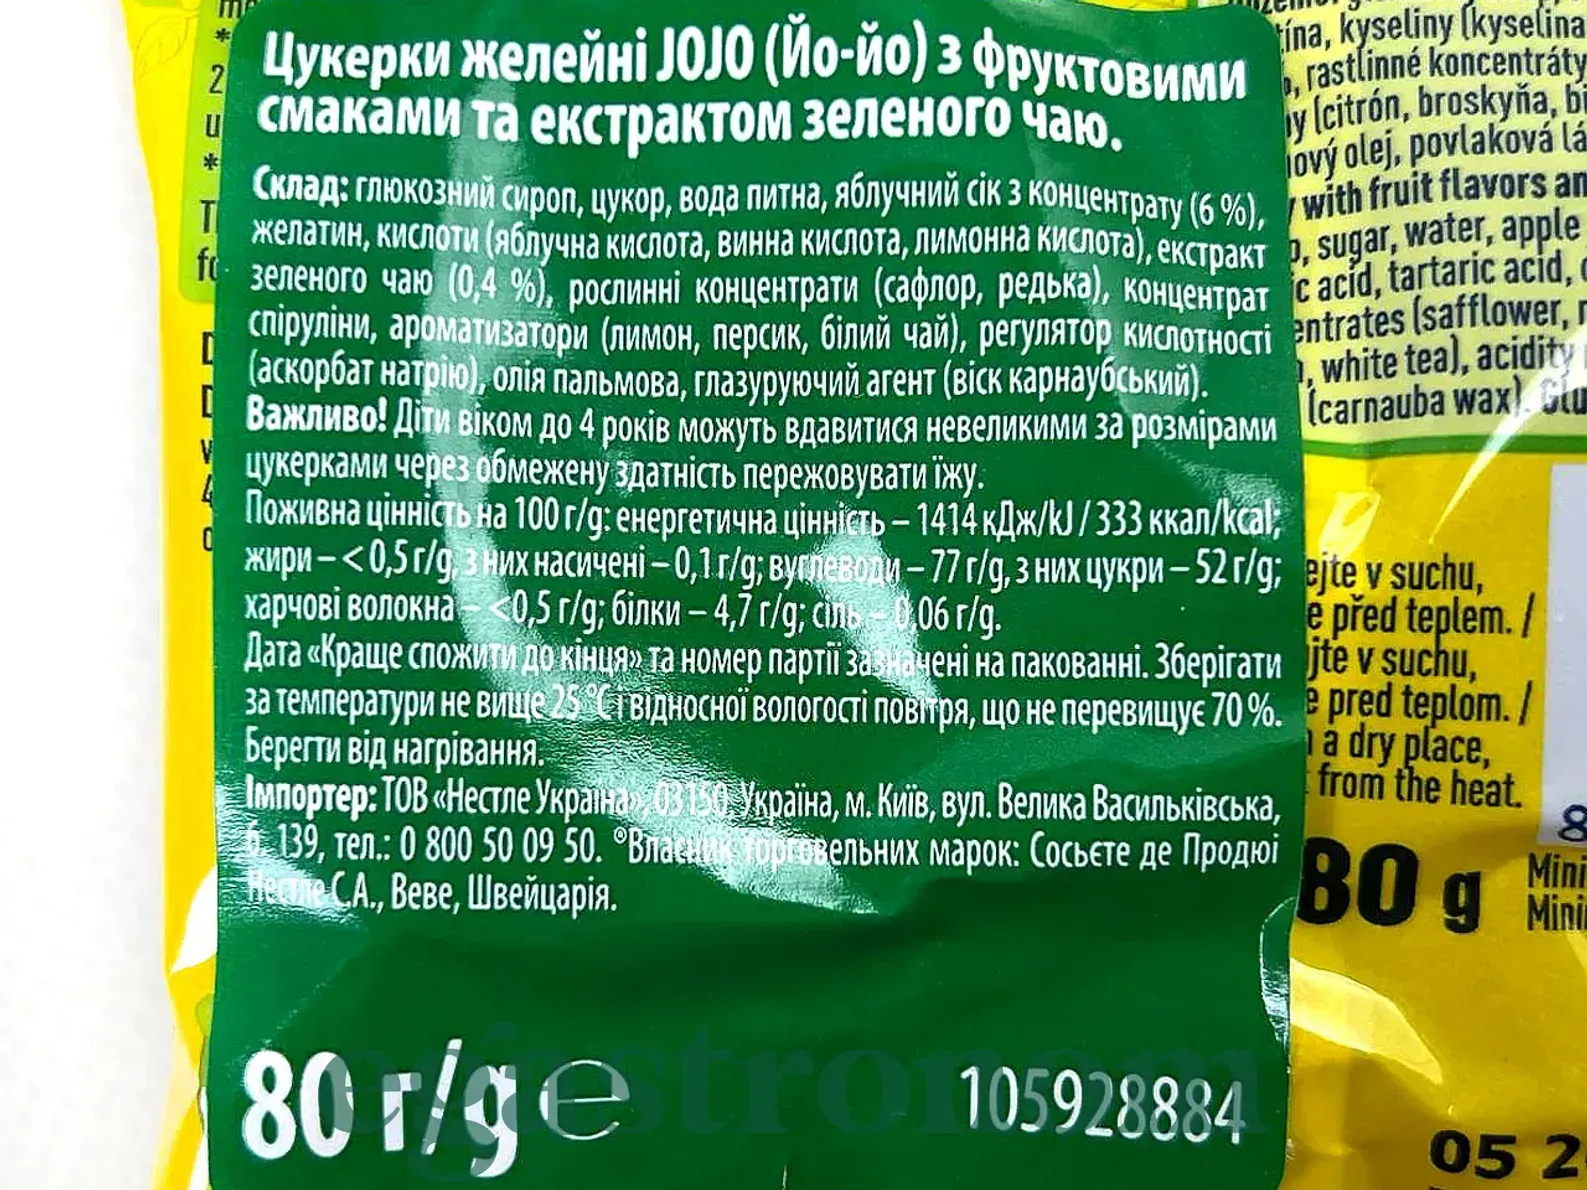 Цукерки желейні JOJO (Йо-йо) з фруктовими
смаками та екстрактом зеленого чаю.
Склад: глюкозний сироп, цукор, вода питна, яблучний сік з концентрату (6 %),
желатин, кислоти (яблучна кислота, винна кислота, лимонна кислота), екстракт
зеленого чаю (0,4 %), рослинні концентрати (сафлор, редька), концентрат
спіруліни, ароматизатори (лимон, персик, білий чай), регулятор кислотності
(аскорбат натрію), олія пальмова, глазуруючий агент (віск карнаубський).
Важливо! Діти віком до 4 років можуть вдавитися невеликими за розмірами
цукерками через обмежену здатність пережовувати їжу.
Поживна цінність на 100 г/g: енергетична цінність – 1414 кДж/kJ / 333 ккал/kcal;
жири – < 0,5 г/g, з них насичені – 0,1 г/g; вуглеводи – 77 г/g, з них цукри – 52 г/g;
харчові волокна – <0,5 г/g; білки – 4,7 г/g; сіль – 0,06 г/g.
Дата «Краще спожити до кінця» та номер партії зазначені на пакованні. Зберігати
за температури не вище 25 °C і відносної вологості повітря, що не перевищує 70 %.
Берегти від нагрівання.
Імпортер: ТОВ «Нестле Україна», 03150, Україна, м. Київ, вул. Велика Васильківська,
б. 139, тел.: 0 800 50 09 50. ®Власник торговельних марок: Сосьєте де Продюі
Нестле С.А., Веве, Швейцарія.
80 г/g ℮ 105928884
egastronom
kyseliny (kyselina
rastlinné koncentráty
(citrón, broskyňa,
olej, povlaková
with fruit flavors
sugar, water, apple
acid, tartaric acid,
(safflower,
white tea), acidity
(carnauba wax).
v suchu,
před teplem. /
v suchu,
pred teplom. /
a dry place,
from the heat.
80 g
05